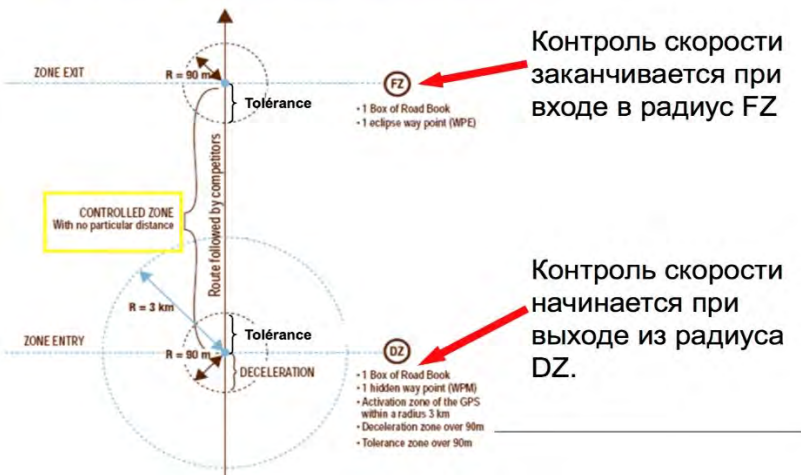 ZONE EXIT
R = 90 m
Tolérance
FZ
• 1 Box of Road Book
• 1 eclipse way point (WPE)
Контроль скорости
заканчивается при
входе в радиус FZ
CONTROLLED ZONE
With no particular distance
Route followed by competitors
R = 3 km
ZONE ENTRY
R = 90 m
Tolérance
DECELERATION
DZ
• 1 Box of Road Book
• 1 hidden way point (WPM)
• Activation zone of the GPS
within a radius 3 km
• Deceleration zone over 90m
• Tolerance zone over 90m
Контроль скорости
начинается при
выходе из радиуса
DZ.